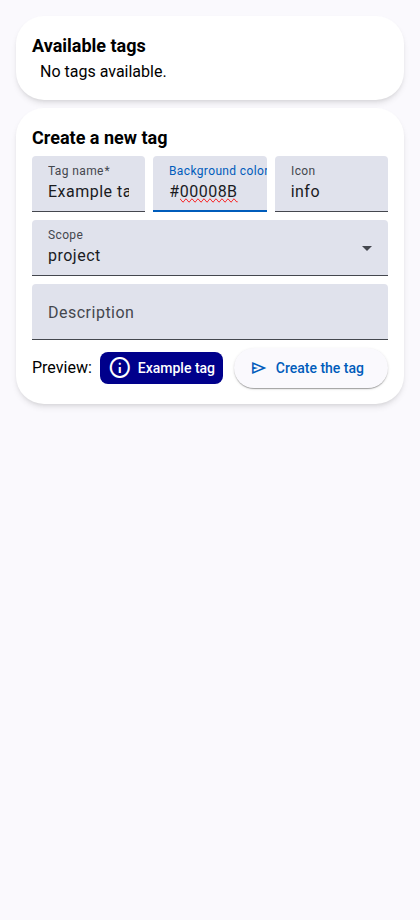 Available tags
No tags available.
Create a new tag
Tag name* Background color Icon
Example ta #00008B info
Scope
project
Description
Preview: Example tag Create the tag